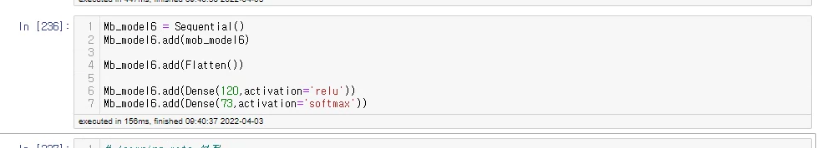 In [236]:
1 Mb_model6 = Sequential()
2 Mb_model6.add(mob_model6)
3
4 Mb_model6.add(Flatten())
5
6 Mb_model6.add(Dense(120,activation='relu'))
7 Mb_model6.add(Dense(73,activation='softmax'))
executed in 156ms, finished 09:40:37 2022-04-03